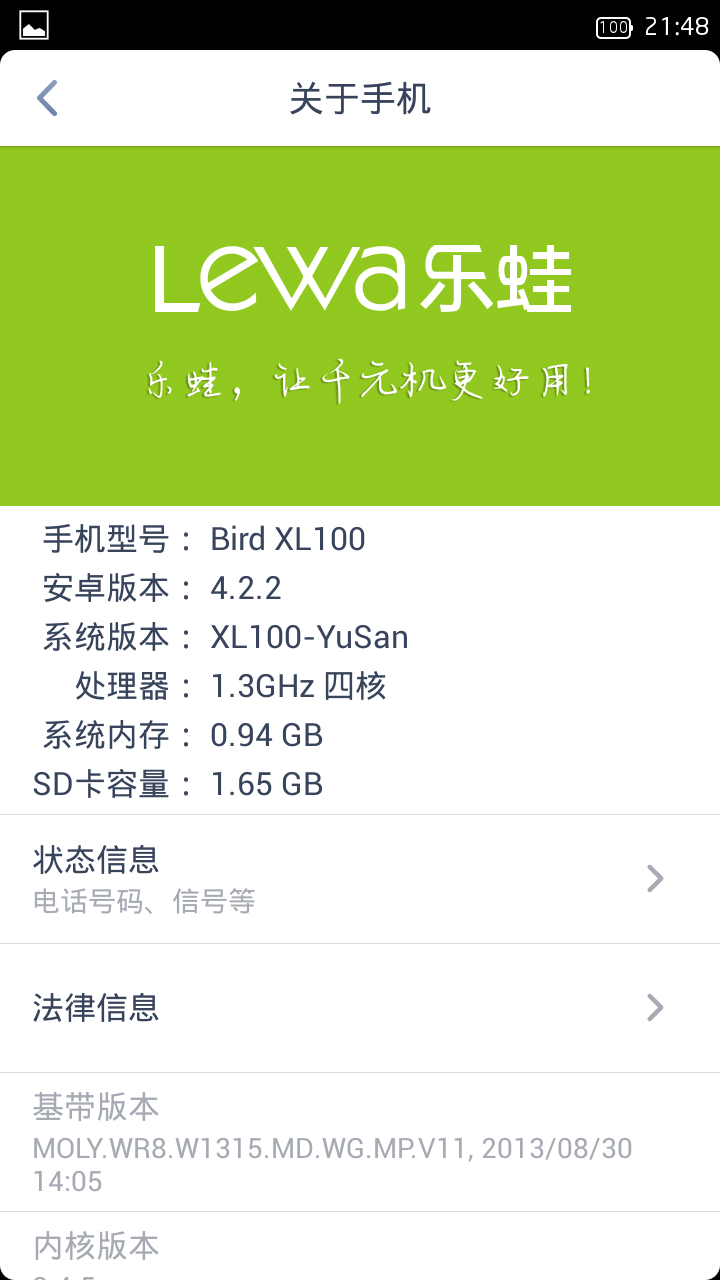 100 21:48
关于手机
Lewa乐蛙
乐蛙，让千元机更好用！
手机型号： Bird XL100
安卓版本： 4.2.2
系统版本： XL100-YuSan
处理器： 1.3GHz 四核
系统内存： 0.94 GB
SD卡容量： 1.65 GB
状态信息
电话号码、信号等
法律信息
基带版本
MOLY.WR8.W1315.MD.WG.MP.V11, 2013/08/30
14:05
内核版本